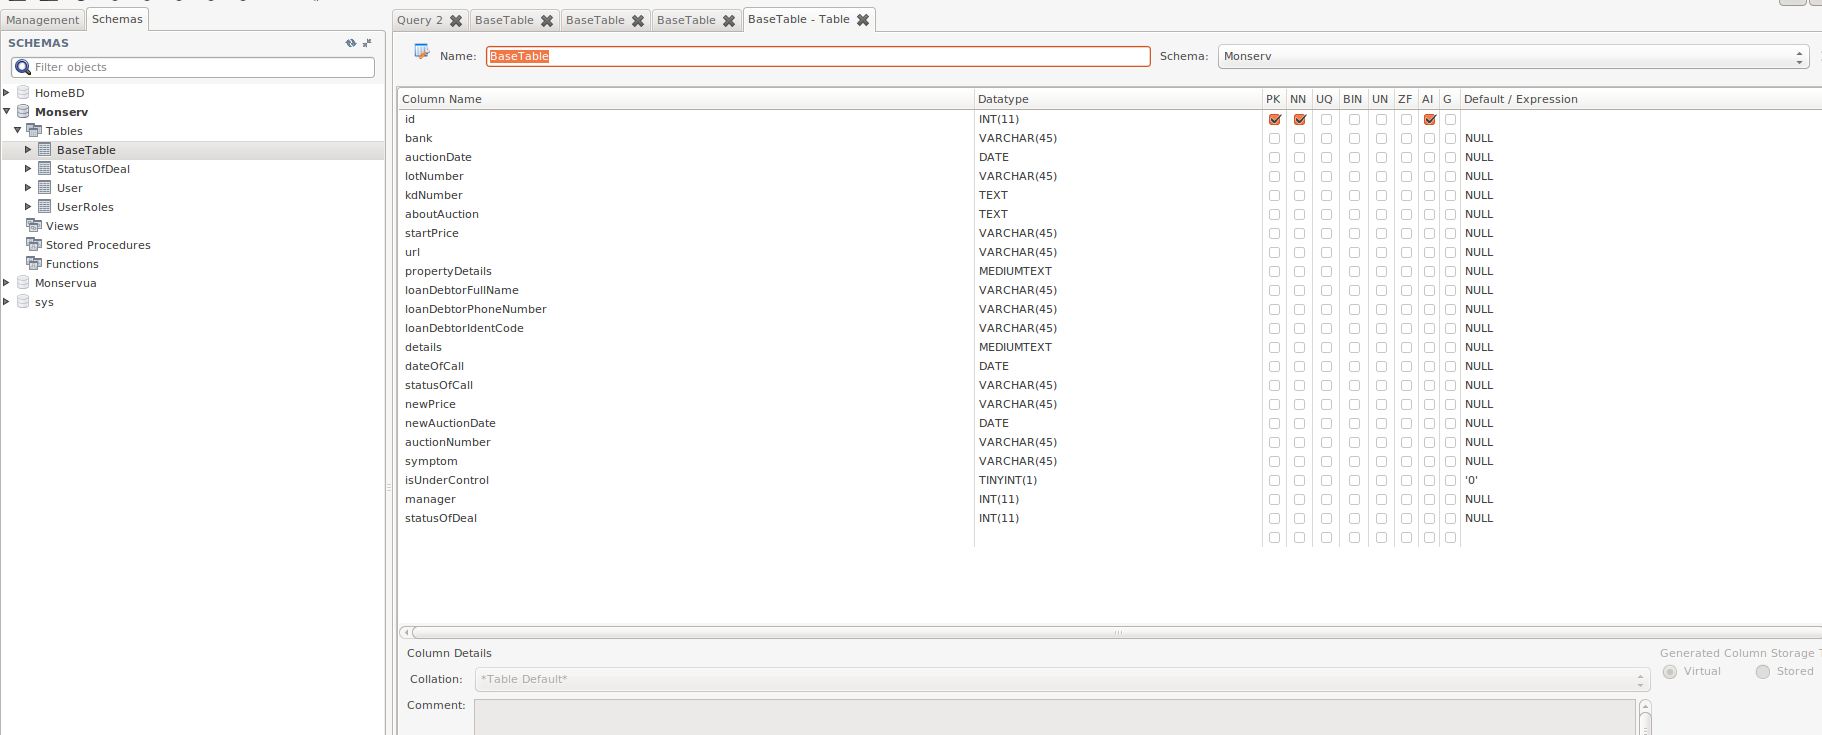 Management Schemas
SCHEMAS
Filter objects
HomeBD
Monserv
Tables
BaseTable
StatusOfDeal
User
UserRoles
Views
Stored Procedures
Functions
Monservua
sys
Query 2 BaseTable BaseTable BaseTable BaseTable - Table
Name: BaseTable Schema: Monserv
Column Name Datatype PK NN UQ BIN UN ZF AI G Default / Expression
id INT(11)
bank VARCHAR(45) NULL
auctionDate DATE NULL
lotNumber VARCHAR(45) NULL
kdNumber TEXT NULL
aboutAuction TEXT NULL
startPrice VARCHAR(45) NULL
url VARCHAR(45) NULL
propertyDetails MEDIUMTEXT NULL
loanDebtorFullName VARCHAR(45) NULL
loanDebtorPhoneNumber VARCHAR(45) NULL
loanDebtorIdentCode VARCHAR(45) NULL
details MEDIUMTEXT NULL
dateOfCall DATE NULL
statusOfCall VARCHAR(45) NULL
newPrice VARCHAR(45) NULL
newAuctionDate DATE NULL
auctionNumber VARCHAR(45) NULL
symptom VARCHAR(45) NULL
isUnderControl TINYINT(1) '0'
manager INT(11) NULL
statusOfDeal INT(11) NULL
Column Details Generated Column Storage T
Collation: *Table Default* Virtual Stored
Comment: